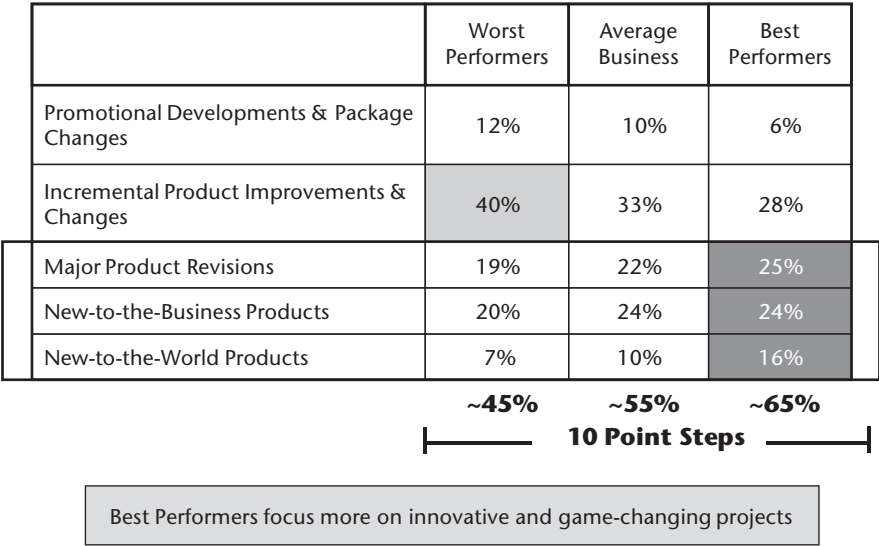 Worst Performers Average Business Best Performers
Promotional Developments & Package
Changes 12% 10% 6%
Incremental Product Improvements &
Changes 40% 33% 28%
Major Product Revisions 19% 22% 25%
New-to-the-Business Products 20% 24% 24%
New-to-the-World Products 7% 10% 16%
~45% ~55% ~65%
10 Point Steps
Best Performers focus more on innovative and game-changing projects